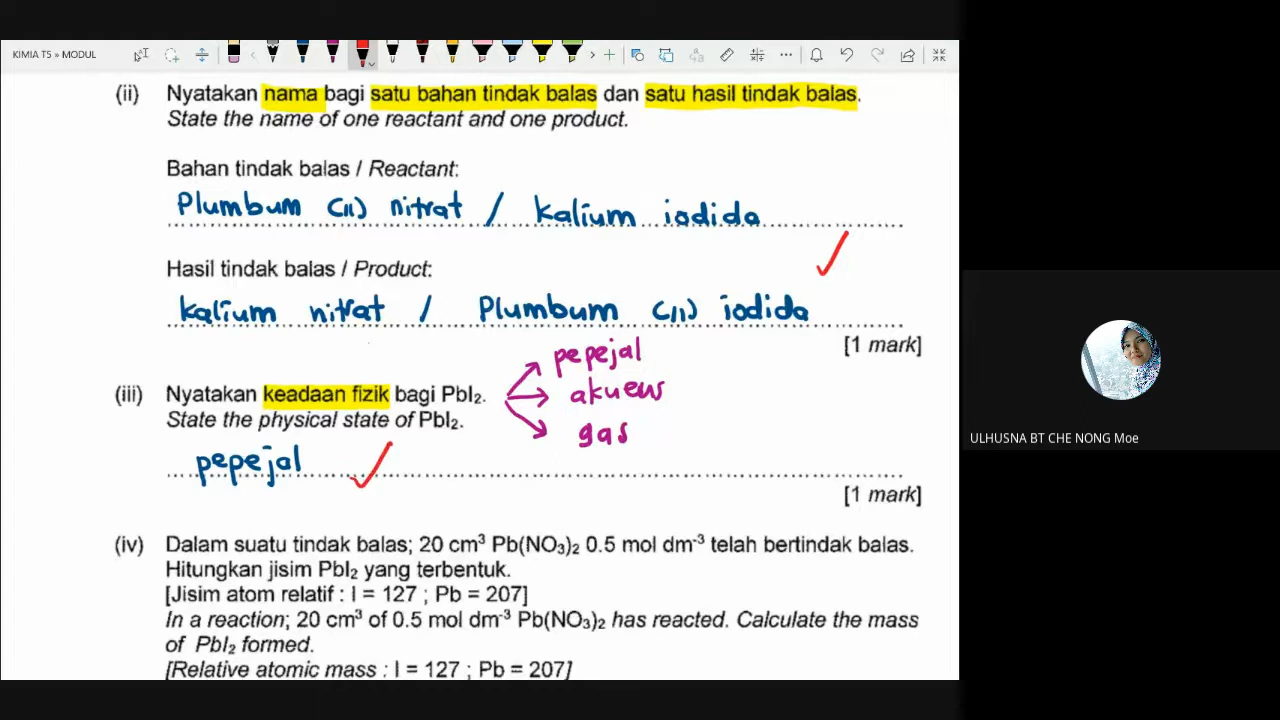 KIMIA T5 » MODUL
(ii) Nyatakan nama bagi satu bahan tindak balas dan satu hasil tindak balas.
State the name of one reactant and one product.
Bahan tindak balas / Reactant:
Plumbum (II) nitrat / kalium iodida
Hasil tindak balas / Product:
kalium nitrat / Plumbum (II) iodida
[1 mark]
(iii) Nyatakan keadaan fizik bagi PbI₂.
State the physical state of PbI₂.
pepejal
akueus
gas
pepejal
[1 mark]
(iv) Dalam suatu tindak balas; 20 cm³ Pb(NO₃)₂ 0.5 mol dm⁻³ telah bertindak balas.
Hitungkan jisim PbI₂ yang terbentuk.
[Jisim atom relatif : I = 127 ; Pb = 207]
In a reaction; 20 cm³ of 0.5 mol dm⁻³ Pb(NO₃)₂ has reacted. Calculate the mass
of PbI₂ formed.
[Relative atomic mass : I = 127 ; Pb = 207]
ULHUSNA BT CHE NONG Moe